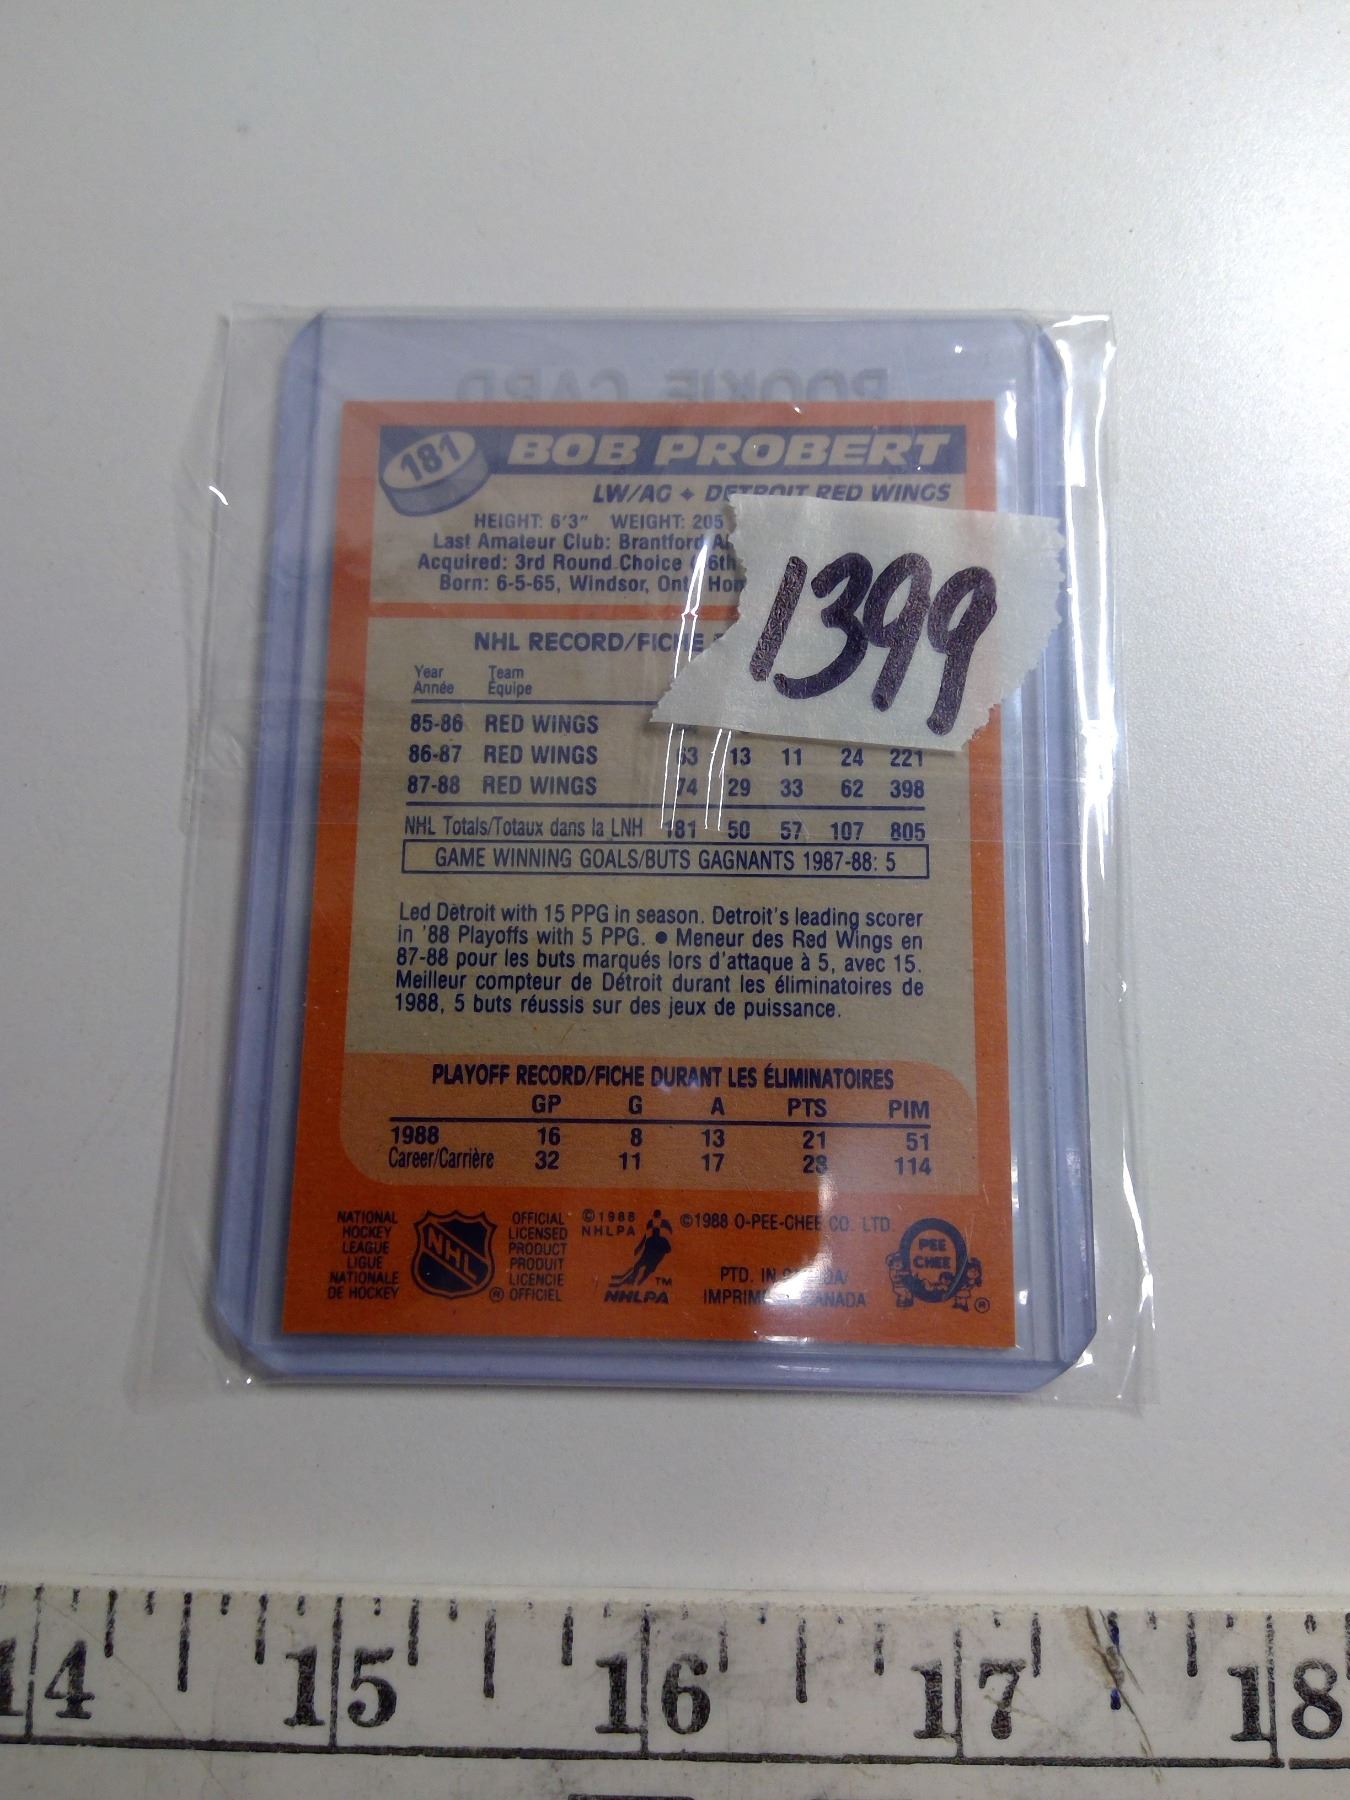 ROOKIE CARD
181 BOB PROBERT
LW/AG ✦ DETROIT RED WINGS
HEIGHT: 6'3" WEIGHT: 205
Last Amateur Club: Brantford
Acquired: 3rd Round Choice
Born: 6-5-65, Windsor,
1399
NHL RECORD/FICHE
Year Team
Année Équipe
85-86 RED WINGS
86-87 RED WINGS 63 13 11 24 221
87-88 RED WINGS 74 29 33 62 398
NHL Totals/Totaux dans la LNH 181 50 57 107 805
GAME WINNING GOALS/BUTS GAGNANTS 1987-88: 5
Led Detroit with 15 PPG in season. Detroit's leading scorer
in '88 Playoffs with 5 PPG. ● Meneur des Red Wings en
87-88 pour les buts marqués lors d'attaque à 5, avec 15.
Meilleur compteur de Détroit durant les éliminatoires de
1988, 5 buts réussis sur des jeux de puissance.
PLAYOFF RECORD/FICHE DURANT LES ÉLIMINATOIRES
GP G A PTS PIM
1988 16 8 13 21 51
Career/Carrière 32 11 17 28 114
NATIONAL
HOCKEY
LEAGUE
LIGUE
NATIONALE
DE HOCKEY
NHL
®
OFFICIAL
LICENSED
PRODUCT
PRODUIT
LICENCIE
OFFICIEL
©1988
NHLPA
TM
NHLPA
©1988 O-PEE-CHEE CO. LTD.
PTD. IN CANADA/
IMPRIMÉ CANADA
O
PEE
CHEE
®
14 15 16 17 18